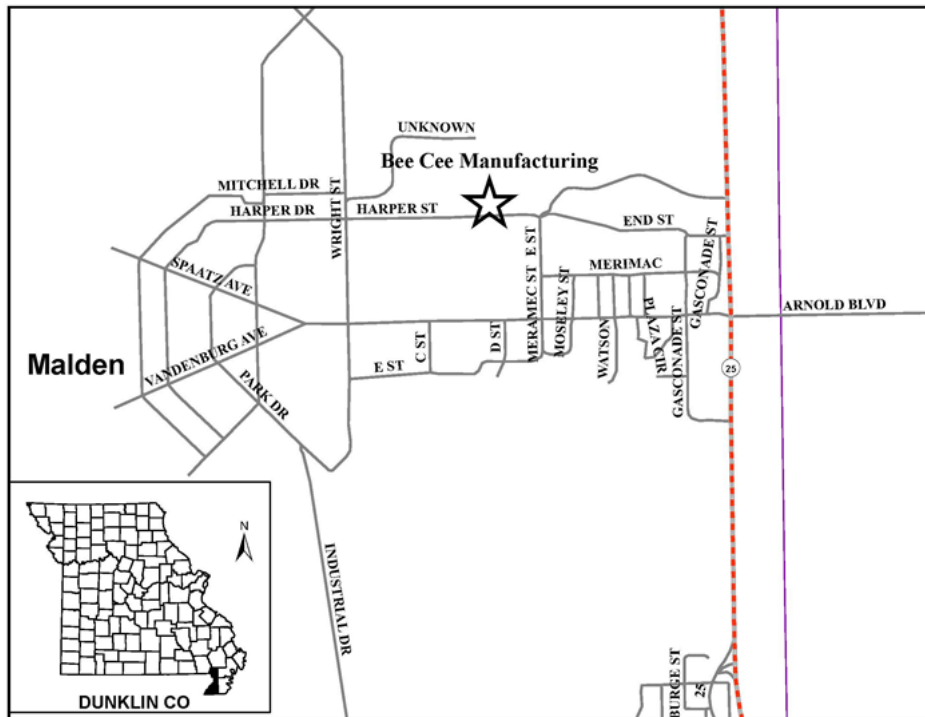 UNKNOWN
Bee Cee Manufacturing
MITCHELL DR
WRIGHT ST
HARPER DR
HARPER ST
END ST
GASCONADE ST
E ST
MERIMAC
SPAATZ AVE
MERAMEC ST
MOSELEY ST
ARNOLD BLVD
PLAZA CIR
WATSON
GASCONADE ST
C ST
D ST
Malden
VANDENBURG AVE
E ST
25
PARK DR
INDUSTRIAL DR
N
DUNKLIN CO
BURGE ST
25